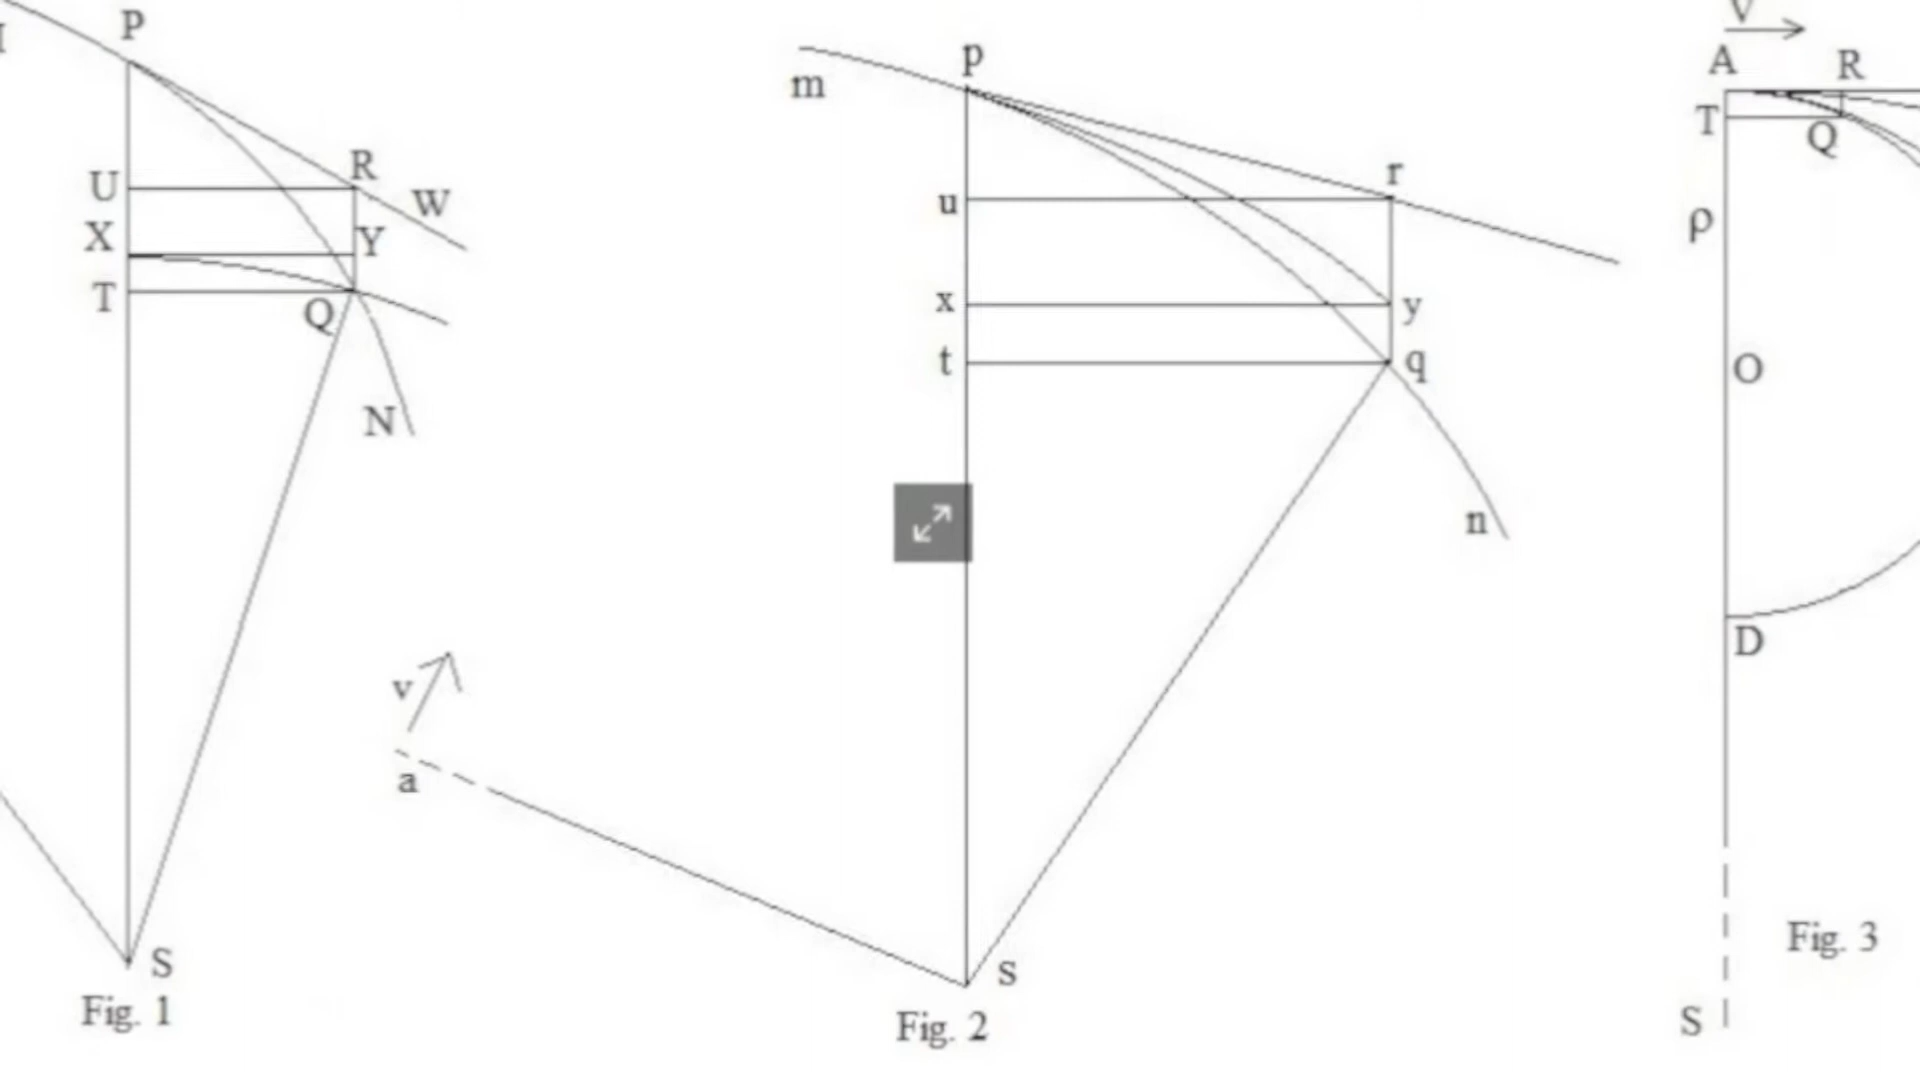 P
R
U
W
X
Y
T
Q
N
S
Fig. 1
p
m
r
u
x
y
t
q
n
v
a
s
Fig. 2
V
A
R
T
Q
ρ
O
D
Fig. 3
S